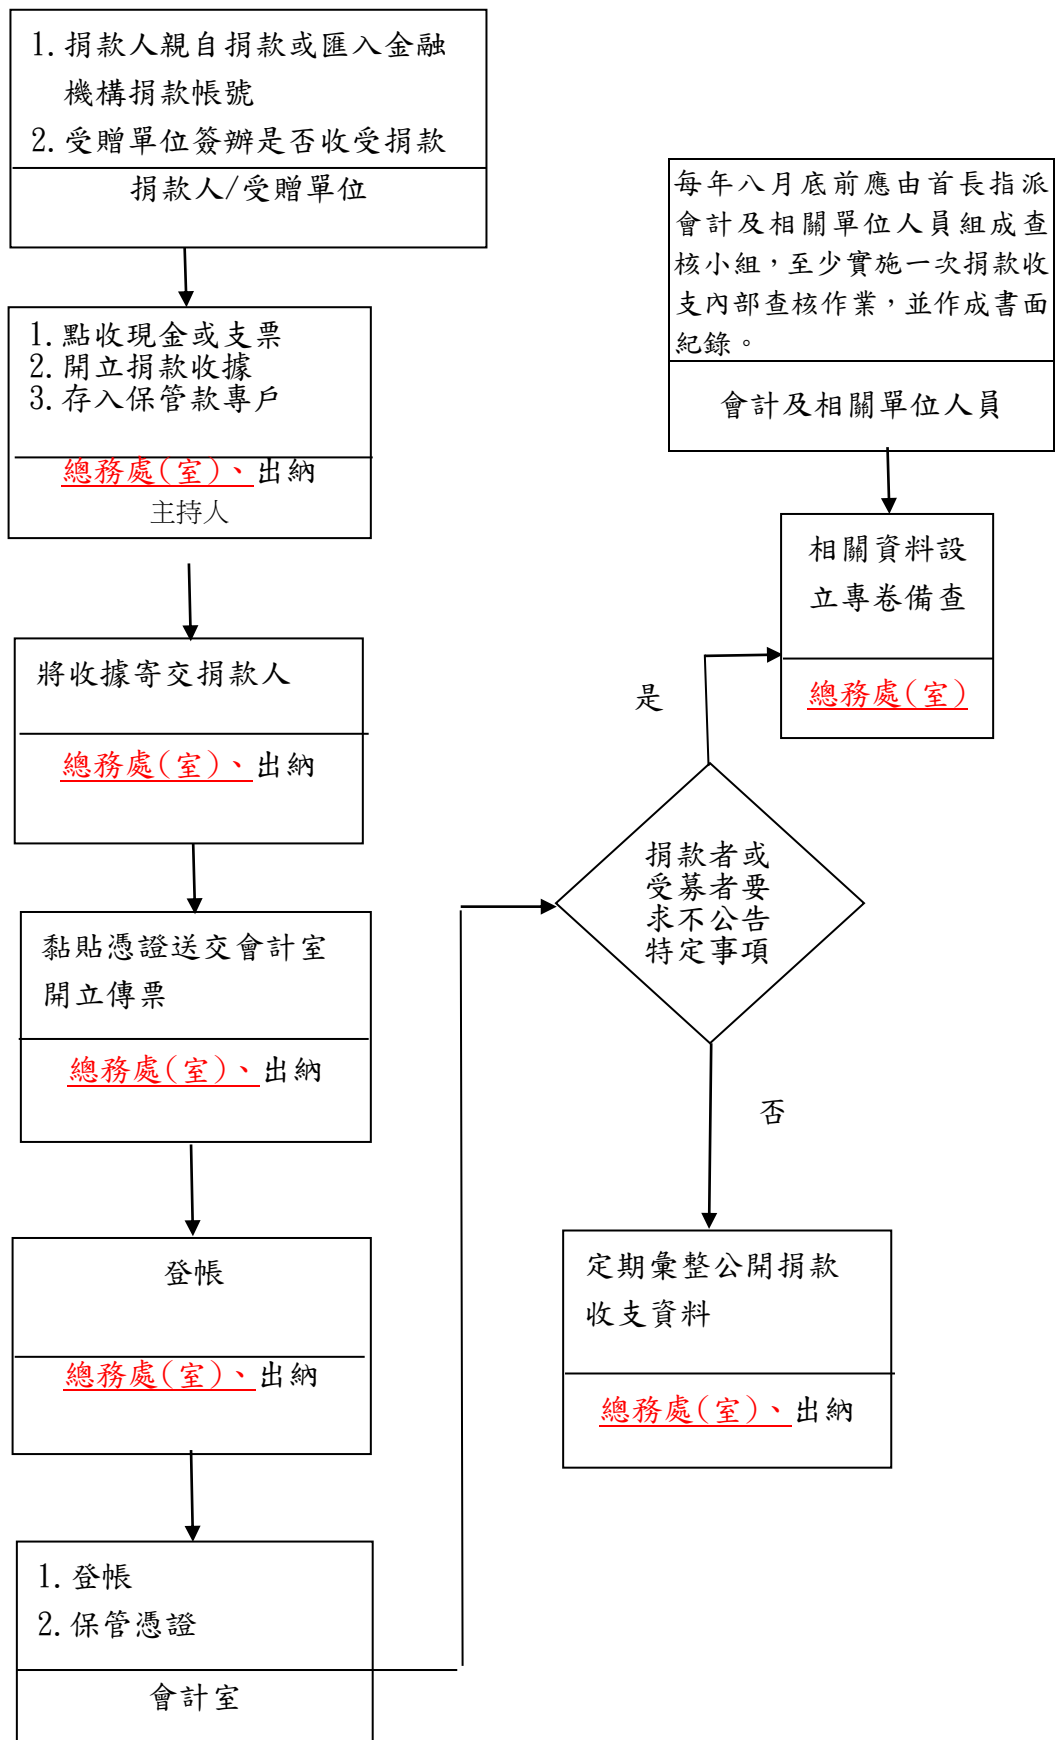 1.捐款人親自捐款或匯入金融
機構捐款帳號
2.受贈單位簽辦是否收受捐款
捐款人/受贈單位
1.點收現金或支票
2.開立捐款收據
3.存入保管款專戶
總務處(室)、出納
主持人
將收據寄交捐款人
總務處(室)、出納
黏貼憑證送交會計室
開立傳票
總務處(室)、出納
登帳
總務處(室)、出納
1.登帳
2.保管憑證
會計室
每年八月底前應由首長指派
會計及相關單位人員組成查
核小組，至少實施一次捐款收
支內部查核作業，並作成書面
紀錄。
會計及相關單位人員
相關資料設
立專卷備查
總務處(室)
是
捐款者或
受募者要
求不公告
特定事項
否
定期彙整公開捐款
收支資料
總務處(室)、出納